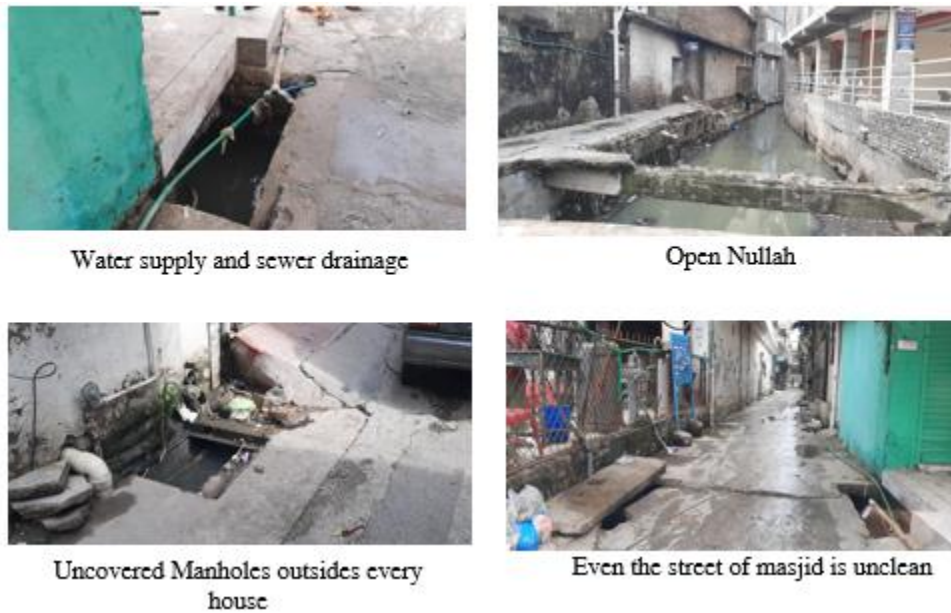 Water supply and sewer drainage
Open Nullah
Uncovered Manholes outsides every
house
Even the street of masjid is unclean